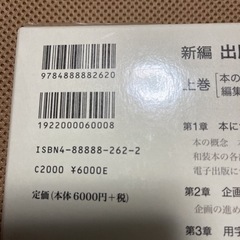 9784888882620
1922000060008
ISBN4-88888-262-2
C2000 ¥6000E
定価(本体6000円+税)
新編 出版
上巻 [本の
編集
第1章 本に
本の概念 本
和装本の各
電子出版に
第2章 企画
企画の進め
第3章 用字